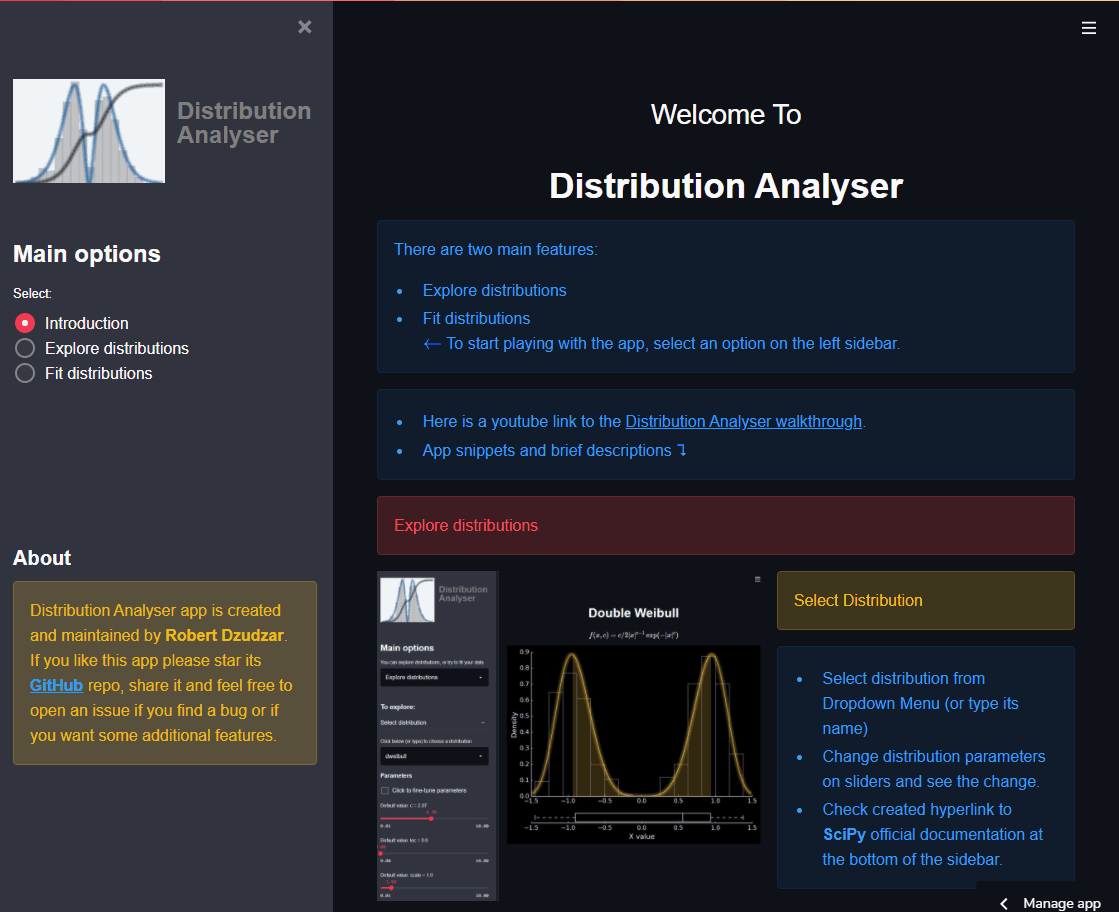 Distribution
Analyser
Main options
Select:
Introduction
Explore distributions
Fit distributions
About
Distribution Analyser app is created
and maintained by Robert Dzudzar.
If you like this app please star its
GitHub repo, share it and feel free to
open an issue if you find a bug or if
you want some additional features.
Welcome To
Distribution Analyser
There are two main features:
• Explore distributions
• Fit distributions
← To start playing with the app, select an option on the left sidebar.
• Here is a youtube link to the Distribution Analyser walkthrough.
• App snippets and brief descriptions ↴
Explore distributions
Distribution
Analyser
Main options
You can explore distributions, or try to fit your data
Explore distributions
To explore:
Select distribution
Click below (or type) to choose a distribution
dweibull
Parameters
Click to fine-tune parameters
Default value: c = 2.07
0.01 10.00
Default value: loc = 0.0
0.00 10.00
Default value: scale = 1.0
0.01 10.00
Double Weibull
f(x, c) = c/2|x|^{c−1} exp(−|x|^c)
Density
0.9
0.8
0.7
0.6
0.5
0.4
0.3
0.2
0.1
0.0
−1.5 −1.0 −0.5 0.0 0.5 1.0 1.5
−1.5 −1.0 −0.5 0.0 0.5 1.0 1.5
X value
Select Distribution
• Select distribution from
Dropdown Menu (or type its
name)
• Change distribution parameters
on sliders and see the change.
• Check created hyperlink to
SciPy official documentation at
the bottom of the sidebar.
Manage app